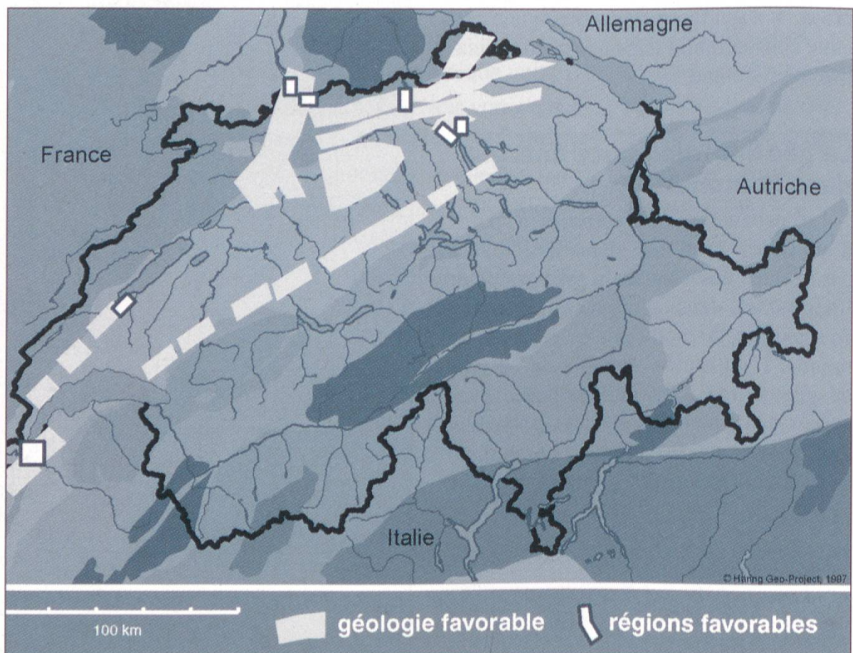 Allemagne
France
Autriche
Italie
© Häring Geo-Project, 1997
100 km
géologie favorable
régions favorables